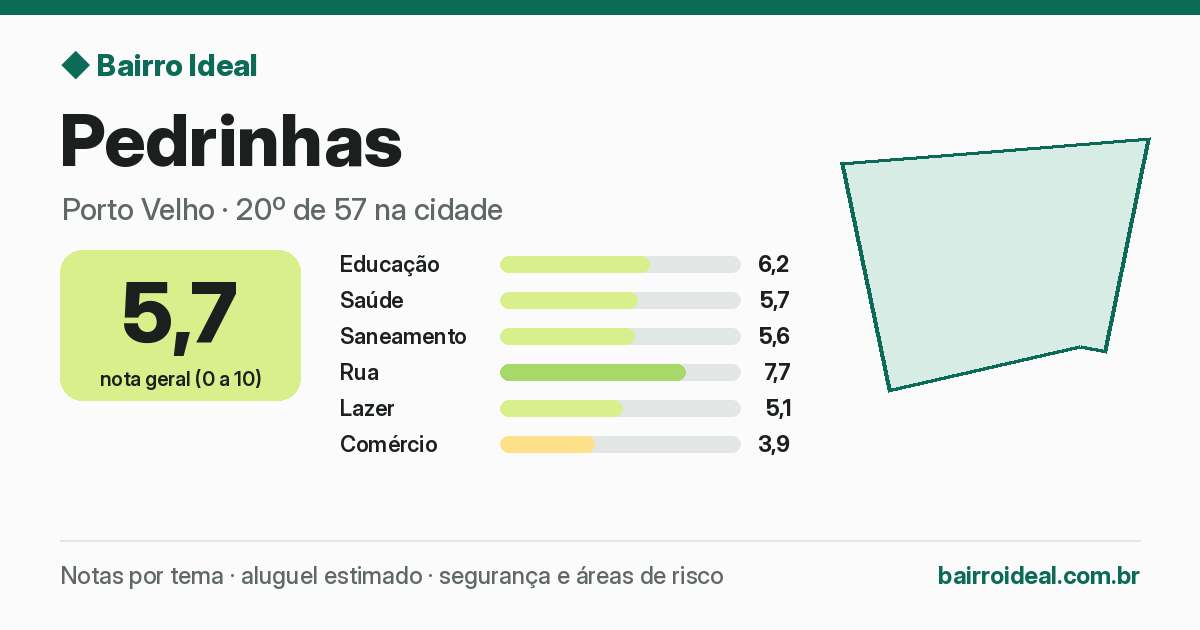 Bairro Ideal
Pedrinhas
Porto Velho · 20º de 57 na cidade
5,7
nota geral (0 a 10)
Educação 6,2
Saúde 5,7
Saneamento 5,6
Rua 7,7
Lazer 5,1
Comércio 3,9
Notas por tema · aluguel estimado · segurança e áreas de risco
bairroideal.com.br